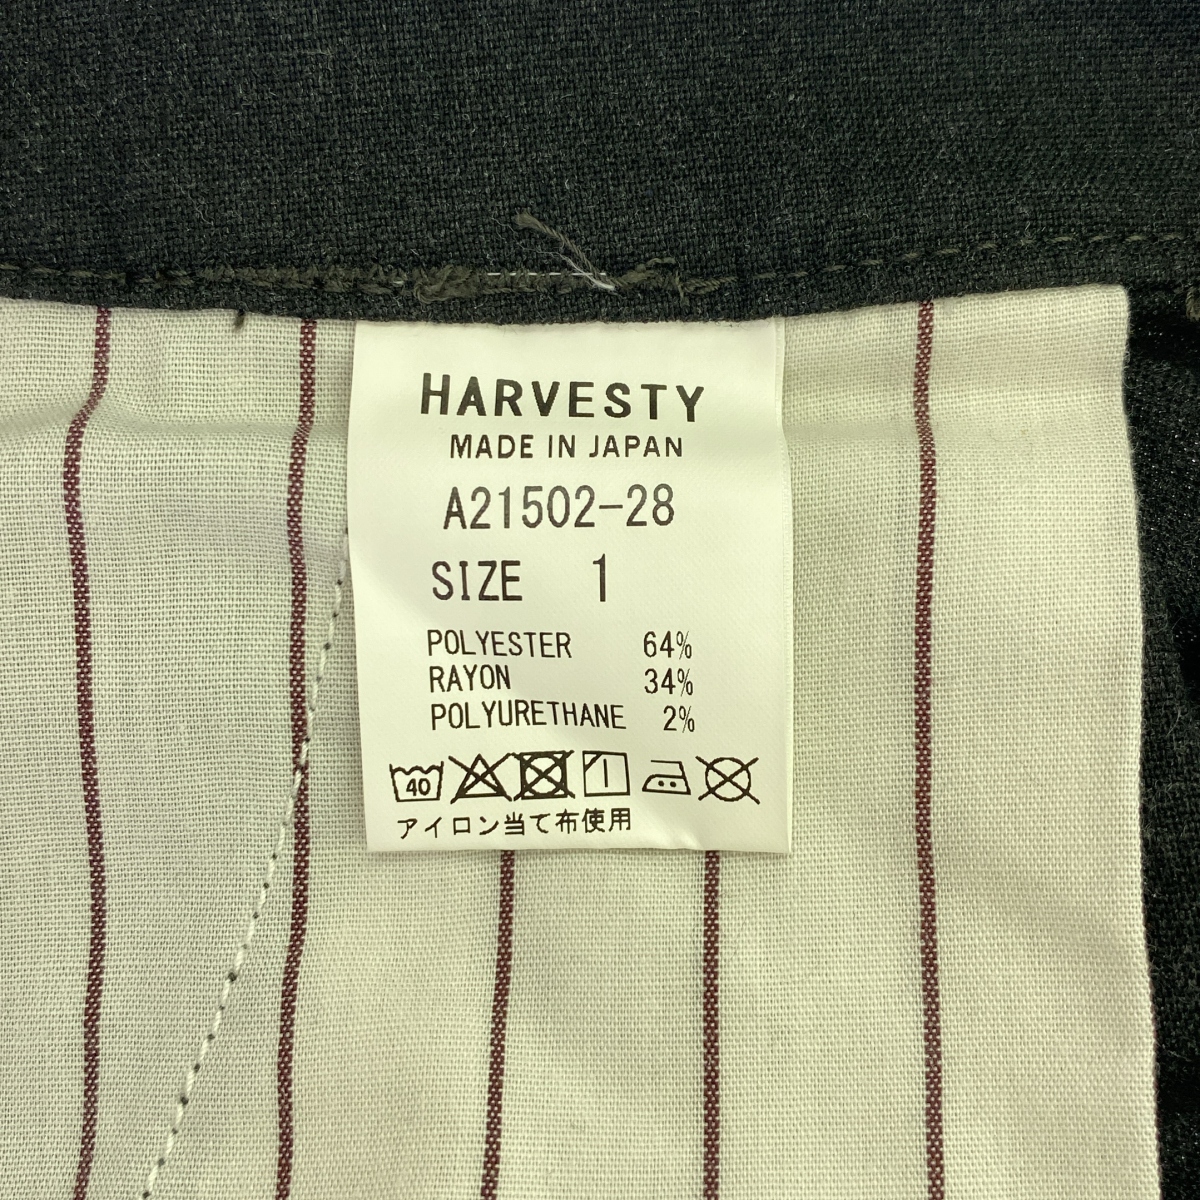 HARVESTY
MADE IN JAPAN
A21502-28
SIZE 1
POLYESTER 64%
RAYON 34%
POLYURETHANE 2%
40
アイロン当て布使用